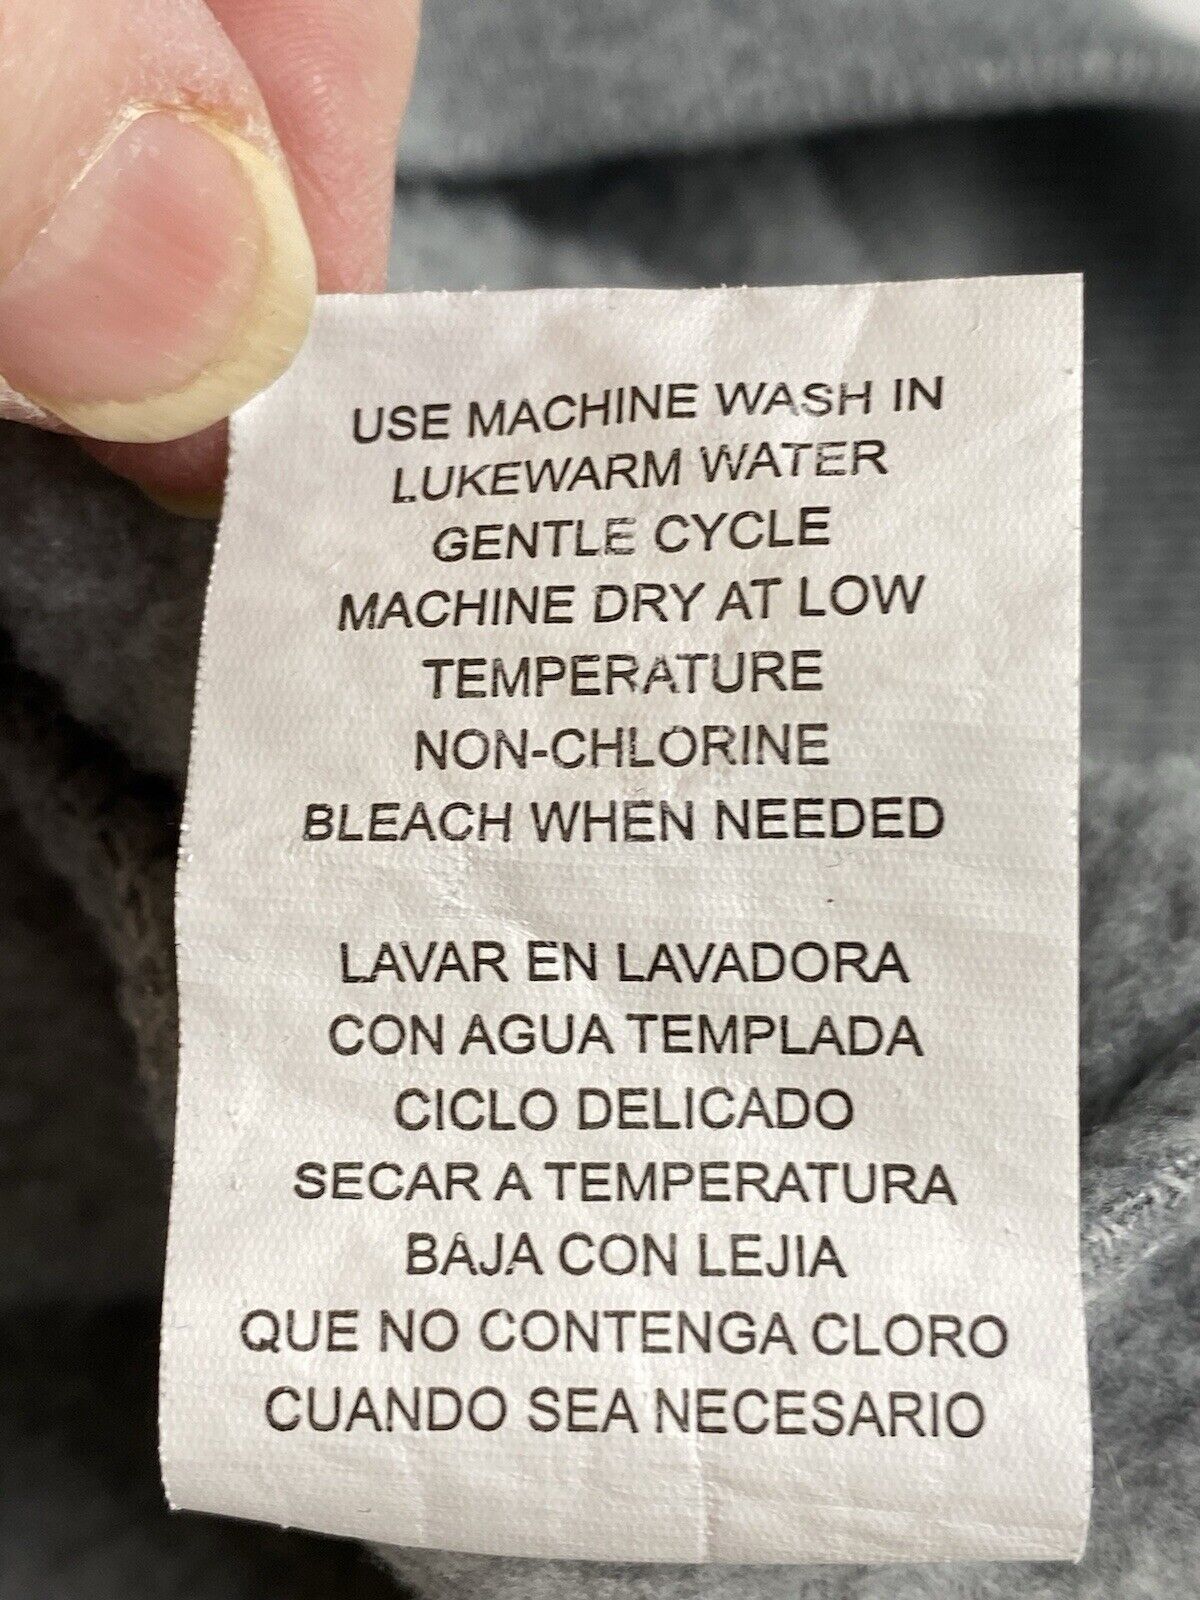 USE MACHINE WASH IN
LUKEWARM WATER
GENTLE CYCLE
MACHINE DRY AT LOW
TEMPERATURE
NON-CHLORINE
BLEACH WHEN NEEDED
LAVAR EN LAVADORA
CON AGUA TEMPLADA
CICLO DELICADO
SECAR A TEMPERATURA
BAJA CON LEJIA
QUE NO CONTENGA CLORO
CUANDO SEA NECESARIO